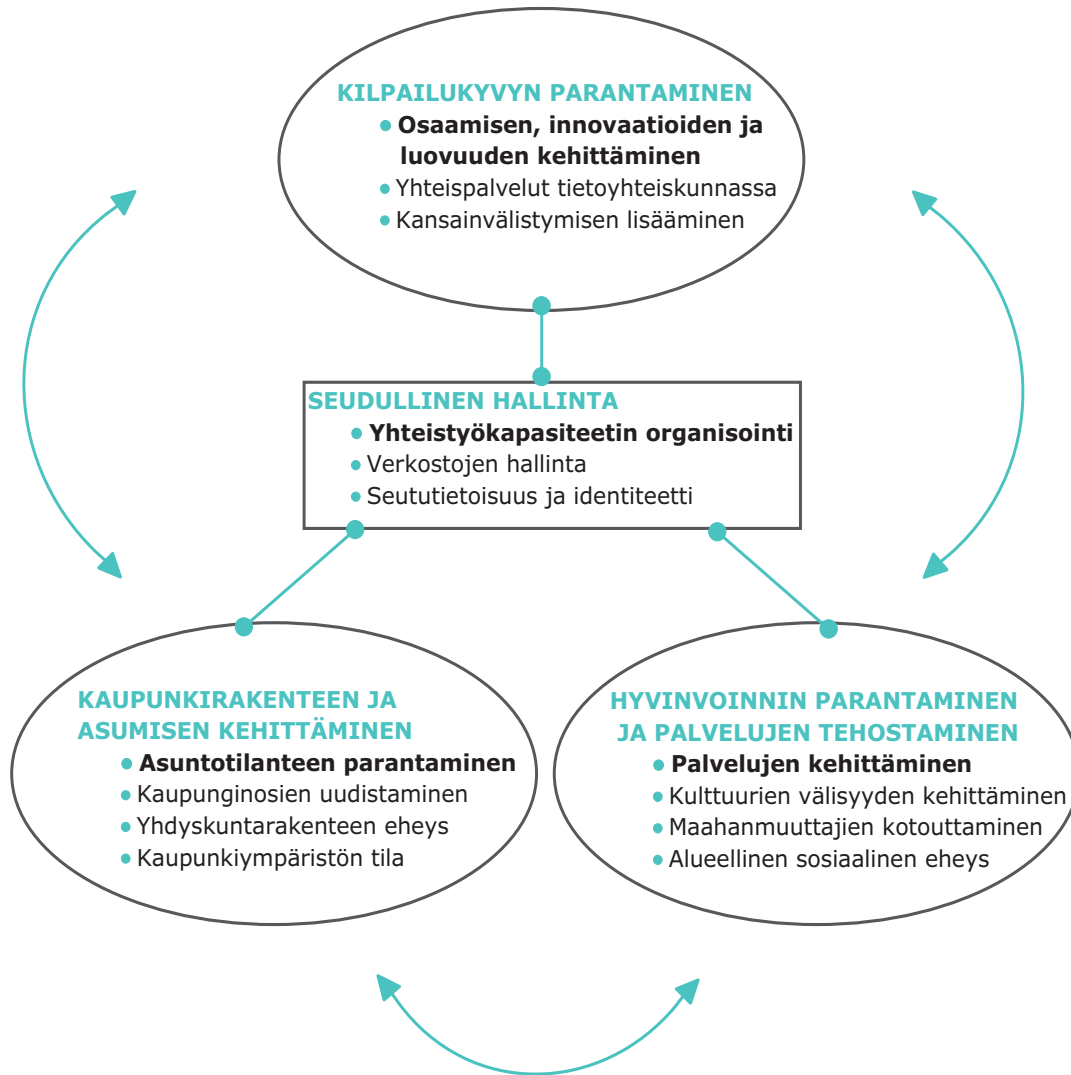 KILPAILUKYVYN PARANTAMINEN
• Osaamisen, innovaatioiden ja
luovuuden kehittäminen
• Yhteispalvelut tietoyhteiskunnassa
• Kansainvälistymisen lisääminen
SEUDULLINEN HALLINTA
• Yhteistyökapasiteetin organisointi
• Verkostojen hallinta
• Seututietoisuus ja identiteetti
KAUPUNKIRAKENTEEN JA
ASUMISEN KEHITTÄMINEN
• Asuntotilanteen parantaminen
• Kaupunginosien uudistaminen
• Yhdyskuntarakenteen eheys
• Kaupunkiympäristön tila
HYVINVOINNIN PARANTAMINEN
JA PALVELUJEN TEHOSTAMINEN
• Palvelujen kehittäminen
• Kulttuurien välisyyden kehittäminen
• Maahanmuuttajien kotouttaminen
• Alueellinen sosiaalinen eheys